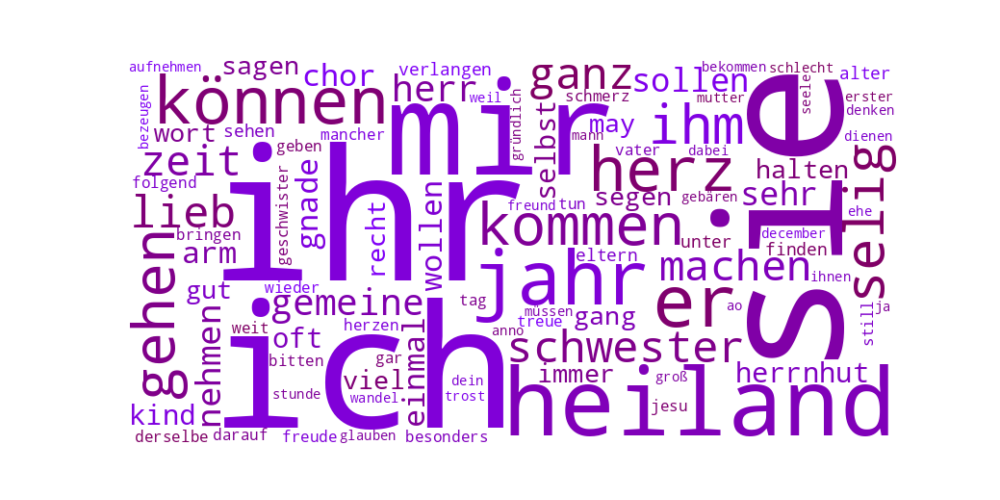 aufnehmen
sagen
chor
verlangen
ganz
bekommen
schlecht
alter
können
herr
weil
mir
schmerz
sollen
mutter
seele
sie
erster
denken
bezeugen
wort
sehen
mancher
gründlich
may
ihm
dienen
zeit
geben
mann
selbst
vater
dabei
herz
halten
selig
folgend
ihr
geschwister
gnade
wollen
segen
gebären
sehr
lieb
recht
freund
tun
ehe
bringen
kommen
unter
december
finden
gehen
arm
eltern
jahr
machen
ihnen
gut
wieder
gemeine
tag
müssen
er
ao
still
ja
nehmen
weit
oft
herzen
einmal
anno
treue
gang
schwester
ich
bitten
gar
viel
dein
immer
groß
herrnhut
stunde
wandel
trost
heiland
jesu
kind
derselbe
darauf
freude
glauben
besonders